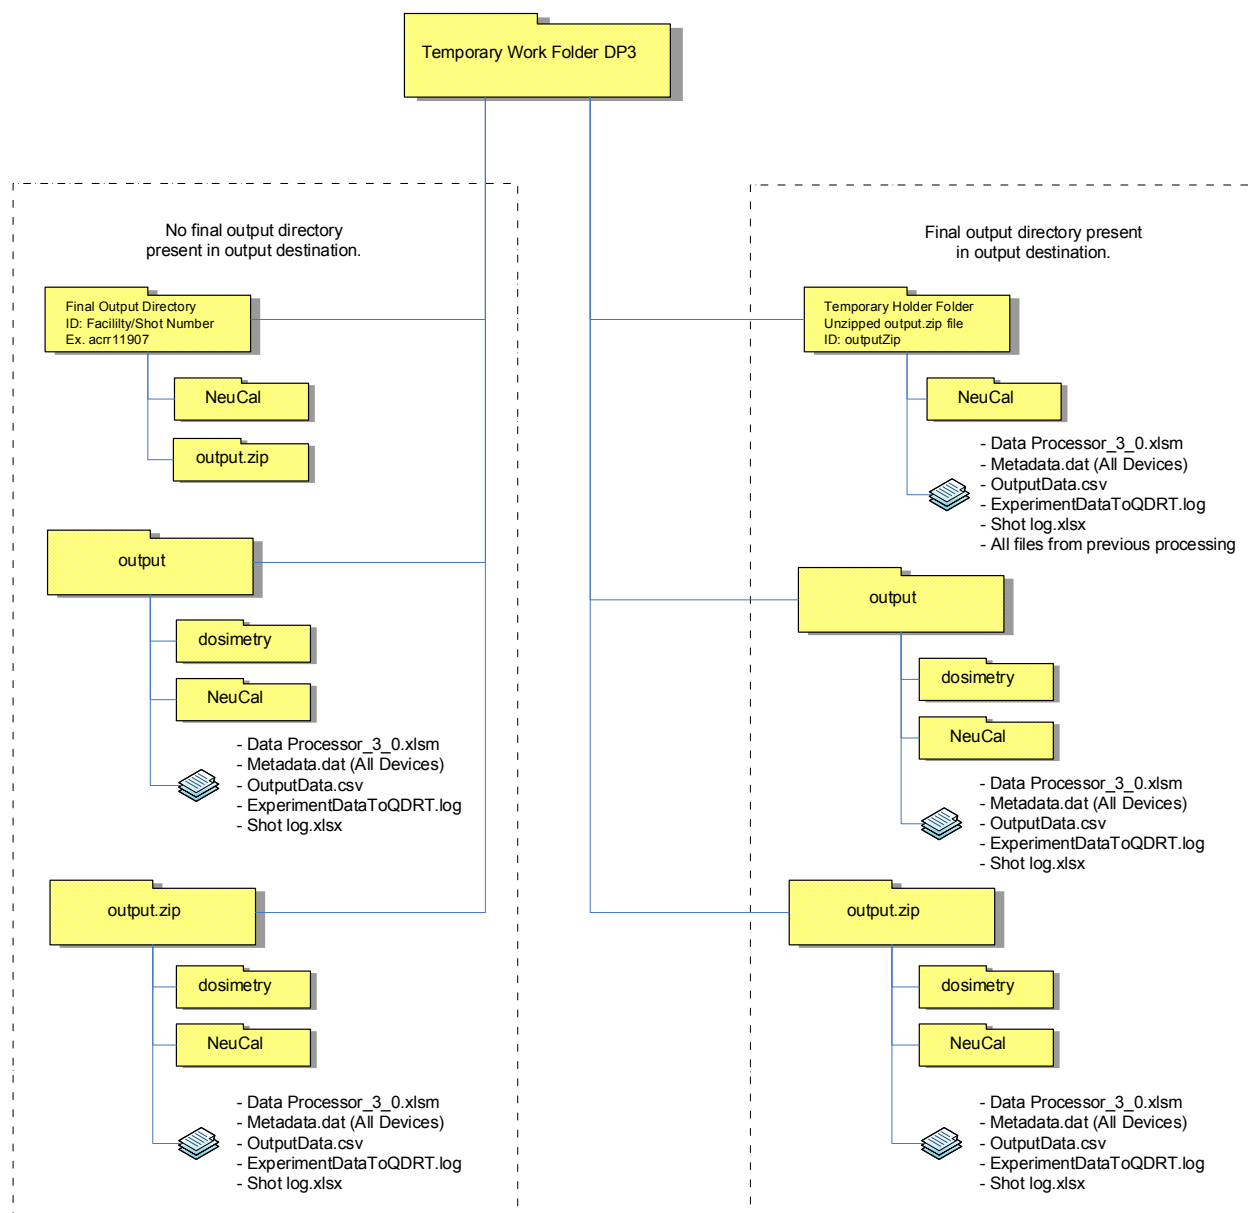 Temporary Work Folder DP3
No final output directory
present in output destination.
Final Output Directory
ID: Facililty/Shot Number
Ex. acrr11907
NeuCal
output.zip
output
dosimetry
NeuCal
- Data Processor_3_0.xlsm
- Metadata.dat (All Devices)
- OutputData.csv
- ExperimentDataToQDRT.log
- Shot log.xlsx
output.zip
dosimetry
NeuCal
- Data Processor_3_0.xlsm
- Metadata.dat (All Devices)
- OutputData.csv
- ExperimentDataToQDRT.log
- Shot log.xlsx
Final output directory present
in output destination.
Temporary Holder Folder
Unzipped output.zip file
ID: outputZip
NeuCal
- Data Processor_3_0.xlsm
- Metadata.dat (All Devices)
- OutputData.csv
- ExperimentDataToQDRT.log
- Shot log.xlsx
- All files from previous processing
output
dosimetry
NeuCal
- Data Processor_3_0.xlsm
- Metadata.dat (All Devices)
- OutputData.csv
- ExperimentDataToQDRT.log
- Shot log.xlsx
output.zip
dosimetry
NeuCal
- Data Processor_3_0.xlsm
- Metadata.dat (All Devices)
- OutputData.csv
- ExperimentDataToQDRT.log
- Shot log.xlsx